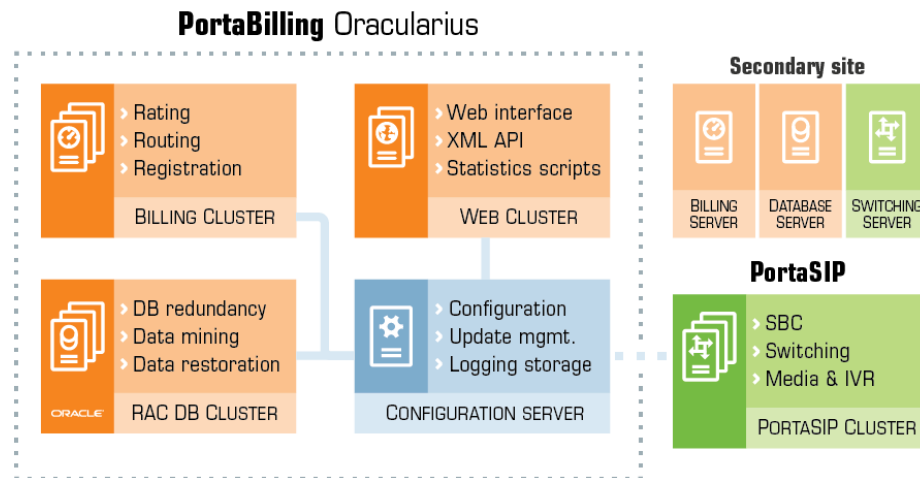 PortaBilling Oracularius
Rating
Routing
Registration
BILLING CLUSTER
Web interface
XML API
Statistics scripts
WEB CLUSTER
DB redundancy
Data mining
Data restoration
ORACLE
RAC DB CLUSTER
Configuration
Update mgmt.
Logging storage
CONFIGURATION SERVER
Secondary site
BILLING
SERVER
DATABASE
SERVER
SWITCHING
SERVER
PortaSIP
SBC
Switching
Media & IVR
PORTASIP CLUSTER